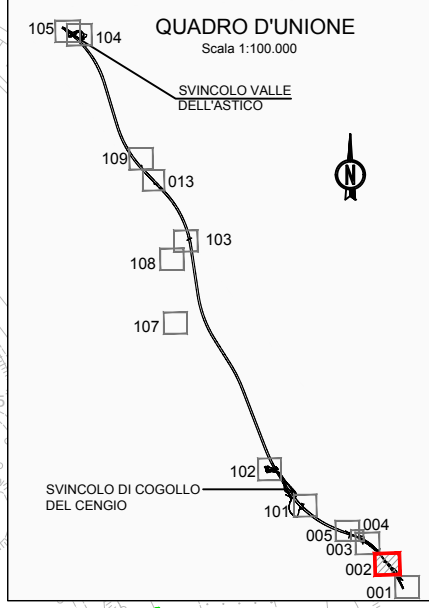 QUADRO D'UNIONE
Scala 1:100.000
105
104
SVINCOLO VALLE
DELL'ASTICO
109
013
N
103
108
107
102
SVINCOLO DI COGOLLO
DEL CENGIO
101
004
005
003
002
001